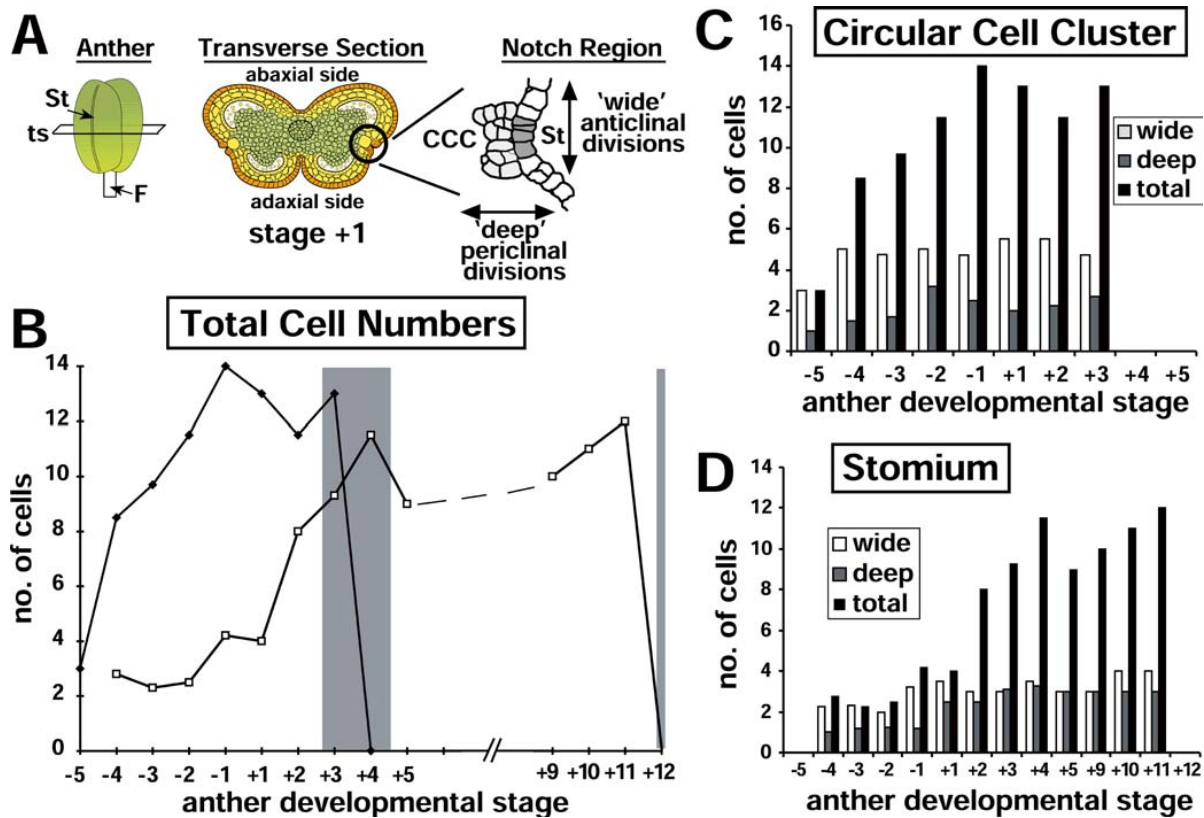 A
Anther
St
ts
F
Transverse Section
abaxial side
adaxial side
stage +1
Notch Region
CCC
St
'wide'
anticlinal
divisions
'deep'
periclinal
divisions
B
Total Cell Numbers
no. of cells
14
12
10
8
6
4
2
0
-5 -4 -3 -2 -1 +1 +2 +3 +4 +5 +9 +10 +11 +12
anther developmental stage
C
Circular Cell Cluster
no. of cells
16
14
12
10
8
6
4
2
0
wide
deep
total
-5 -4 -3 -2 -1 +1 +2 +3 +4 +5
anther developmental stage
D
Stomium
no. of cells
14
12
10
8
6
4
2
0
wide
deep
total
-5 -4 -3 -2 -1 +1 +2 +3 +4 +5 +9 +10 +11 +12
anther developmental stage